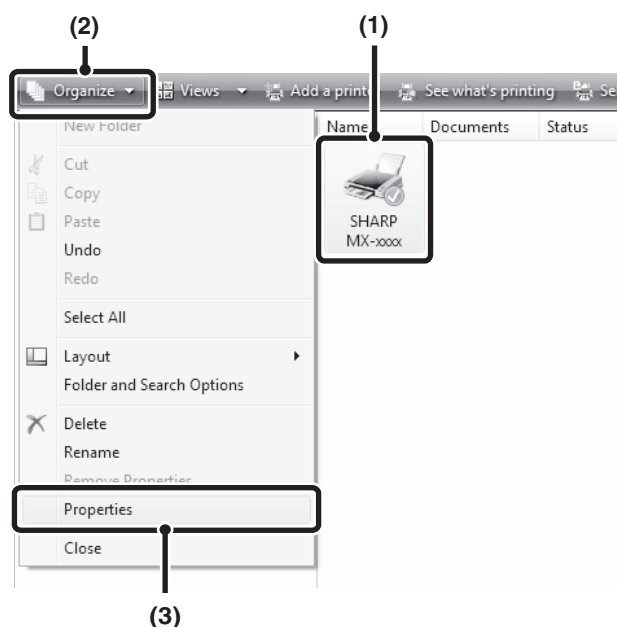 (2)
(1)
Organize Views Add a printer See what's printing Se
New Folder
Name Documents Status
Cut
Copy
Paste
SHARP
MX-xxxx
Undo
Redo
Select All
Layout
Folder and Search Options
Delete
Rename
Remove Properties
Properties
Close
(3)